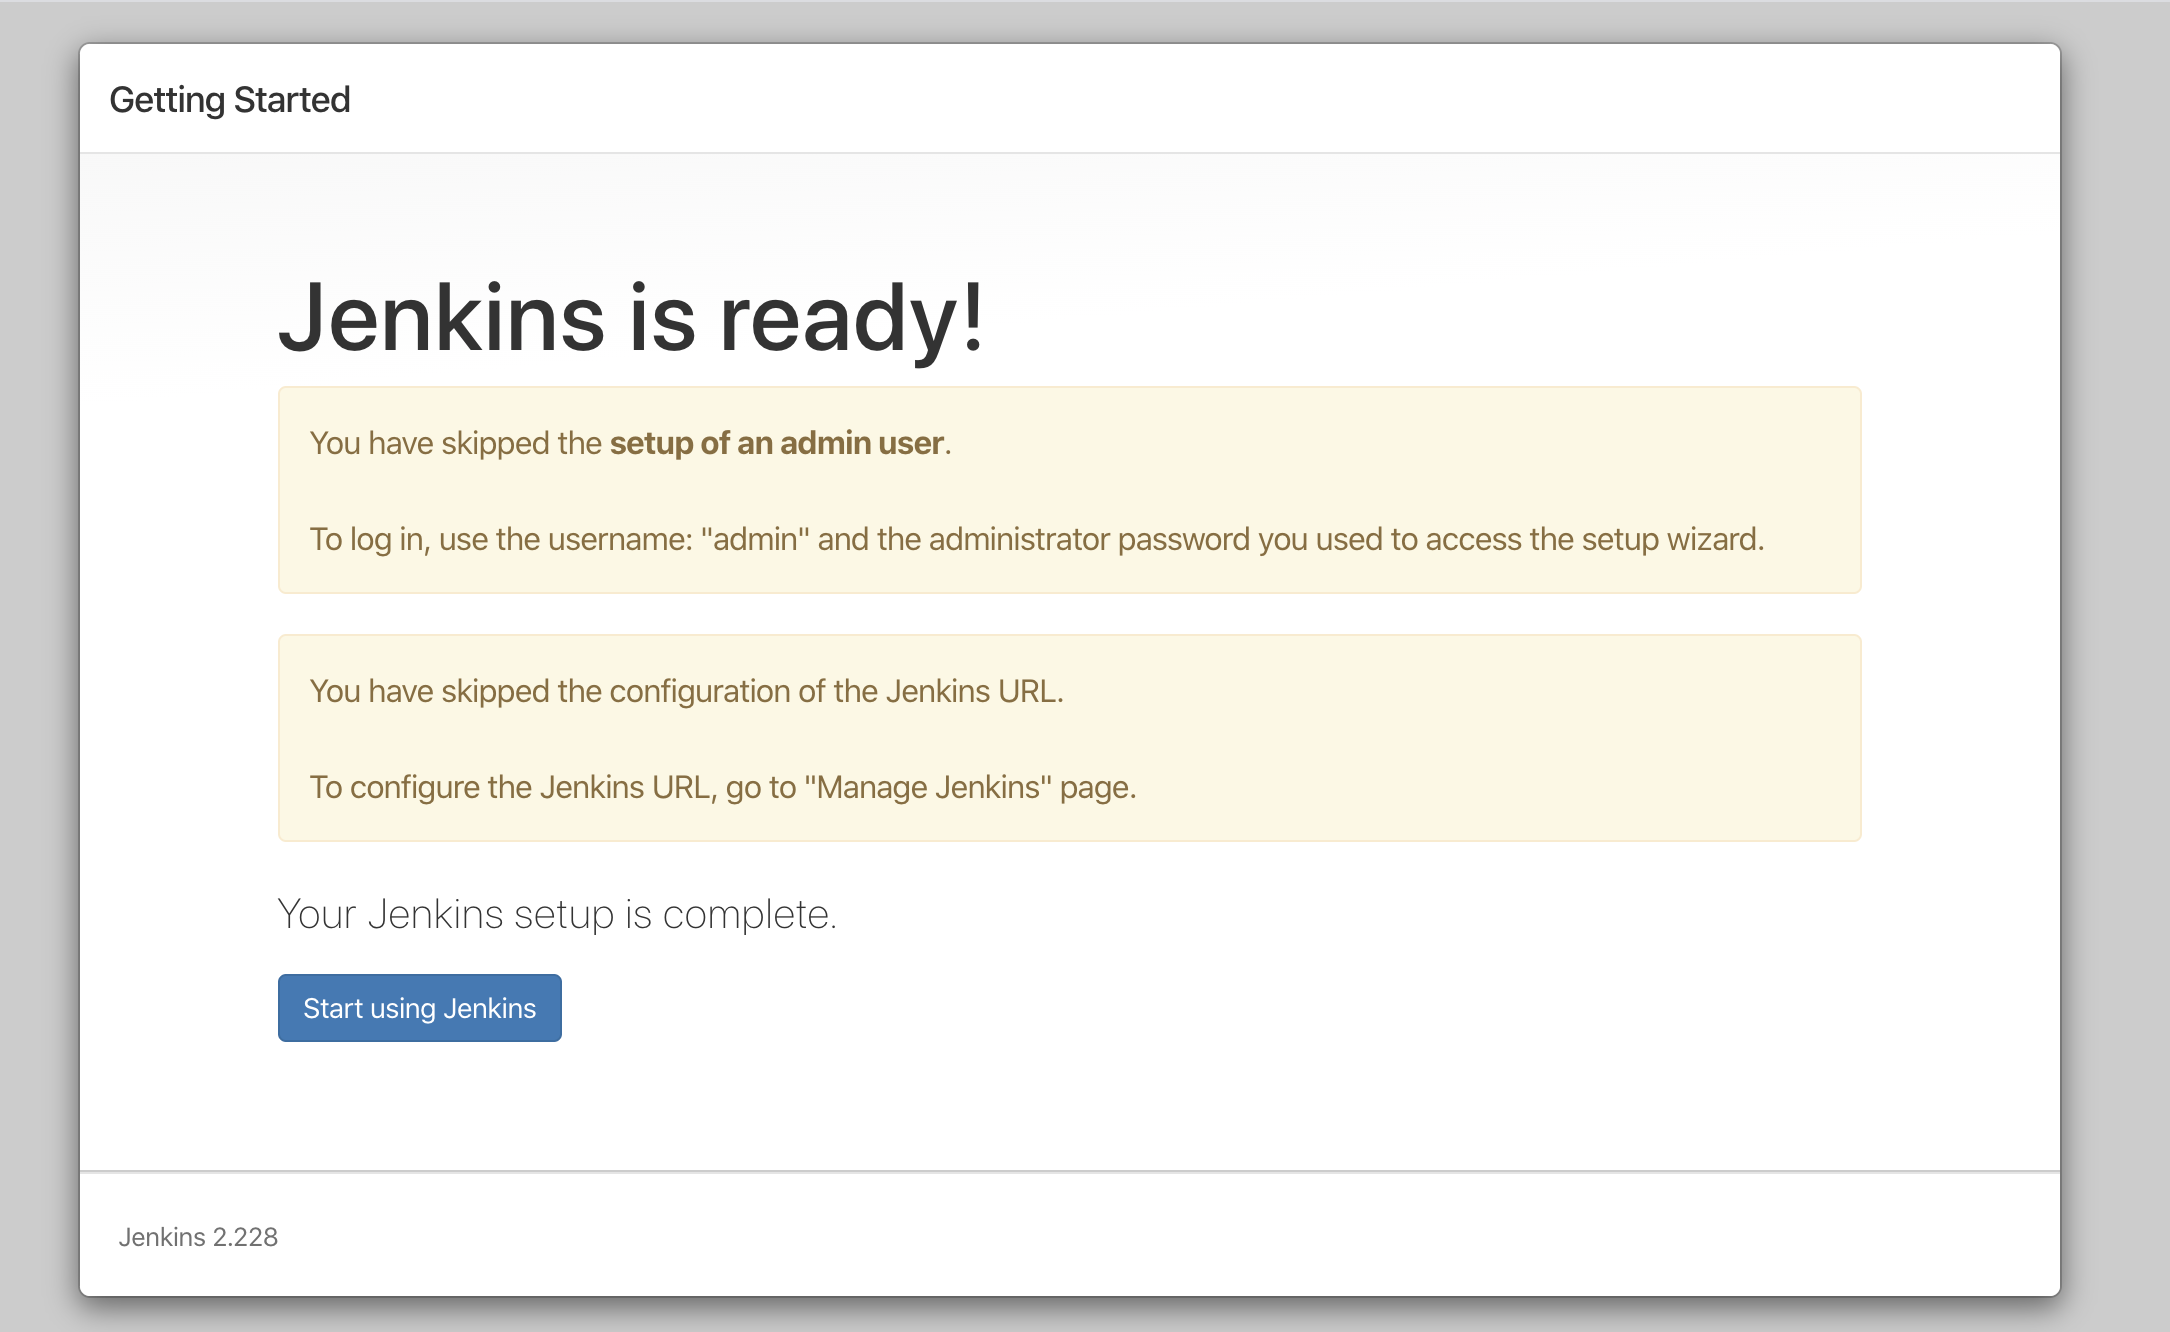 Getting Started
Jenkins is ready!
You have skipped the setup of an admin user.
To log in, use the username: "admin" and the administrator password you used to access the setup wizard.
You have skipped the configuration of the Jenkins URL.
To configure the Jenkins URL, go to "Manage Jenkins" page.
Your Jenkins setup is complete.
Start using Jenkins
Jenkins 2.228